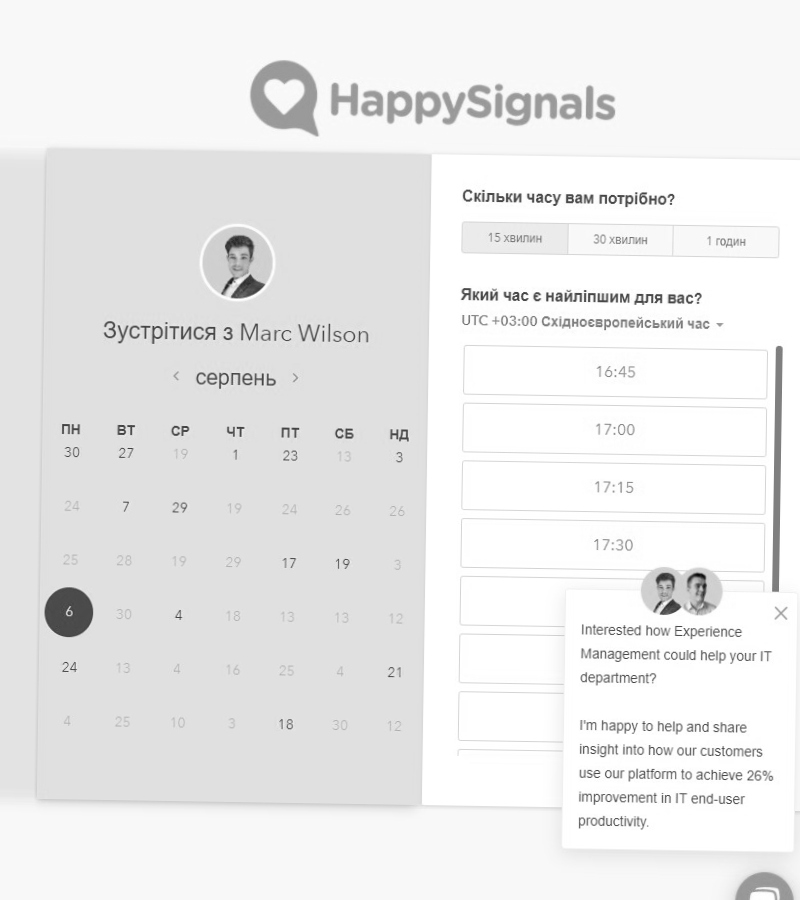 HappySignals
Зустрітися з Marc Wilson
серпень
ПН ВТ СР ЧТ ПТ СБ НД
30 27 19 1 23 13 3
24 7 29 19 24 26 26
25 28 19 29 17 19 3
6 30 4 18 13 13 12
24 13 4 16 25 4 21
4 25 10 3 18 30 12
Скільки часу вам потрібно?
15 хвилин 30 хвилин 1 годин
Який час є найліпшим для вас?
UTC +03:00 Східноєвропейський час
16:45
17:00
17:15
17:30
Interested how Experience
Management could help your IT
department?
I'm happy to help and share
insight into how our customers
use our platform to achieve 26%
improvement in IT end-user
productivity.